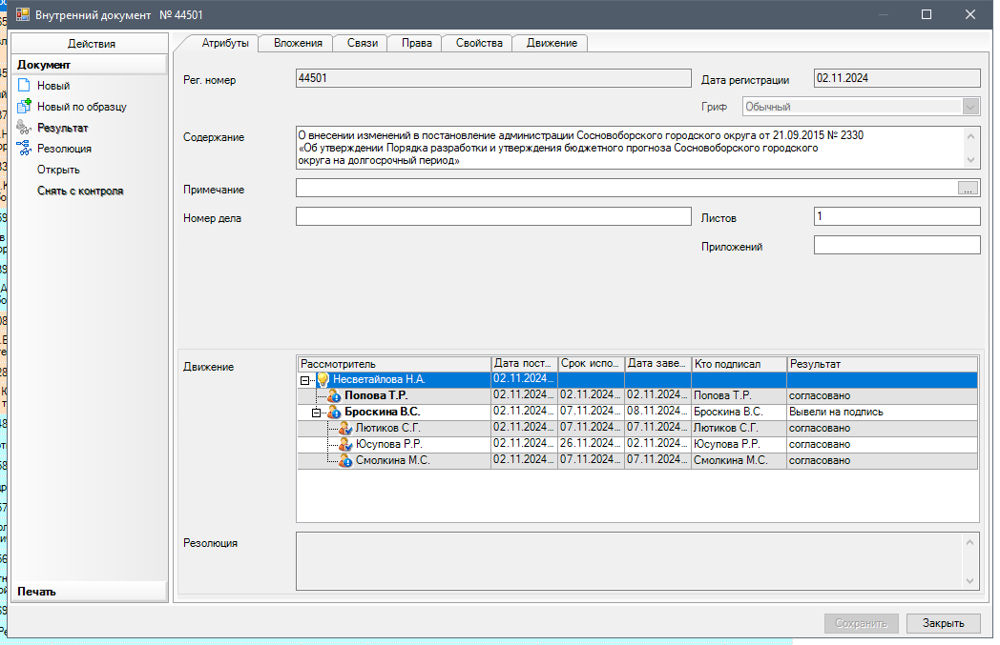 Внутренний документ № 44501
Действия
Документ
Новый
Новый по образцу
Результат
Резолюция
Открыть
Снять с контроля
Печать
Атрибуты Вложения Связи Права Свойства Движение
Рег. номер 44501 Дата регистрации 02.11.2024
Гриф Обычный
Содержание
О внесении изменений в постановление администрации Сосновоборского городского округа от 21.09.2015 № 2330
«Об утверждении Порядка разработки и утверждения бюджетного прогноза Сосновоборского городского
округа на долгосрочный период»
Примечание ...
Номер дела Листов 1
Приложений
Движение
Рассмотритель Дата пост... Срок испо... Дата заве... Кто подписал Результат
Несветайлова Н.А. 02.11.2024...
Попова Т.Р. 02.11.2024... 02.11.2024... 02.11.2024... Попова Т.Р. согласовано
Броскина В.С. 02.11.2024... 07.11.2024... 08.11.2024... Броскина В.С. Вывели на подпись
Лютиков С.Г. 02.11.2024... 07.11.2024... 07.11.2024... Лютиков С.Г. согласовано
Юсупова Р.Р. 02.11.2024... 26.11.2024... 02.11.2024... Юсупова Р.Р. согласовано
Смолкина М.С. 02.11.2024... 07.11.2024... 07.11.2024... Смолкина М.С. согласовано
Резолюция
Сохранить Закрыть